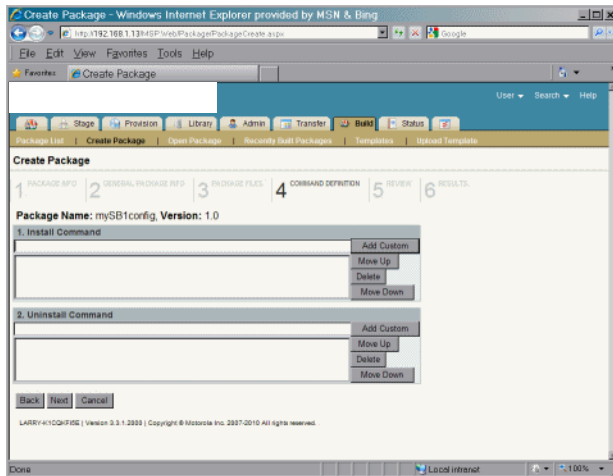 Create Package - Windows Internet Explorer provided by MSN & Bing
http://192.168.1.13/MSP.Web/Package/PackageCreate.aspx
Google
File Edit View Favorites Tools Help
Favorites Create Package
User Search Help
Stage Provision Library Admin Transfer Build Status
Package List | Create Package | Open Package | Recently Built Packages | Templates | Upload Template
Create Package
1 PACKAGE INFO 2 GENERAL PACKAGE INFO 3 PACKAGE FILES 4 COMMAND DEFINITION 5 REVIEW 6 RESULTS
Package Name: mySB1config, Version: 1.0
1. Install Command
Add Custom
Move Up
Delete
Move Down
2. Uninstall Command
Add Custom
Move Up
Delete
Move Down
Back Next Cancel
| Version 3.3.1.2888 | Copyright © Motorola Inc. 2007-2010 All rights reserved.
Done Local intranet 100%